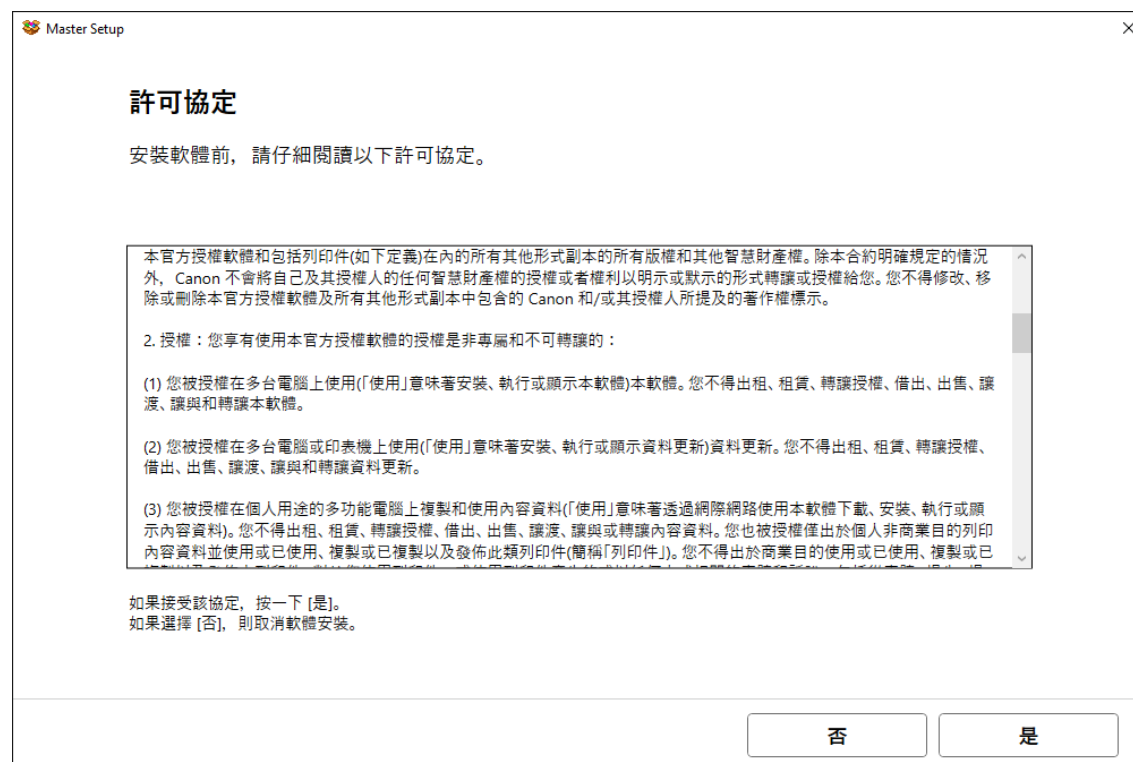 Master Setup
許可協定
安裝軟體前，請仔細閱讀以下許可協定。
本官方授權軟體和包括列印件(如下定義)在內的所有其他形式副本的所有版權和其他智慧財產權。除本合約明確規定的情況
外，Canon 不會將自己及其授權人的任何智慧財產權的授權或者權利以明示或默示的形式轉讓或授權給您。您不得修改、移
除或刪除本官方授權軟體及所有其他形式副本中包含的 Canon 和/或其授權人所提及的著作權標示。
2. 授權：您享有使用本官方授權軟體的授權是非專屬和不可轉讓的：
(1) 您被授權在多台電腦上使用(「使用」意味著安裝、執行或顯示本軟體)本軟體。您不得出租、租賃、轉讓授權、借出、出售、讓
渡、讓與和轉讓本軟體。
(2) 您被授權在多台電腦或印表機上使用(「使用」意味著安裝、執行或顯示資料更新)資料更新。您不得出租、租賃、轉讓授權、
借出、出售、讓渡、讓與和轉讓資料更新。
(3) 您被授權在個人用途的多功能電腦上複製和使用內容資料(「使用」意味著透過網際網路使用本軟體下載、安裝、執行或顯
示內容資料)。您不得出租、租賃、轉讓授權、借出、出售、讓渡、讓與或轉讓內容資料。您也被授權僅出於個人非商業目的列印
內容資料並使用或已使用、複製或已複製以及發佈此類列印件(簡稱「列印件」)。您不得出於商業目的使用或已使用、複製或已
如果接受該協定，按一下 [是]。
如果選擇 [否]，則取消軟體安裝。
否
是